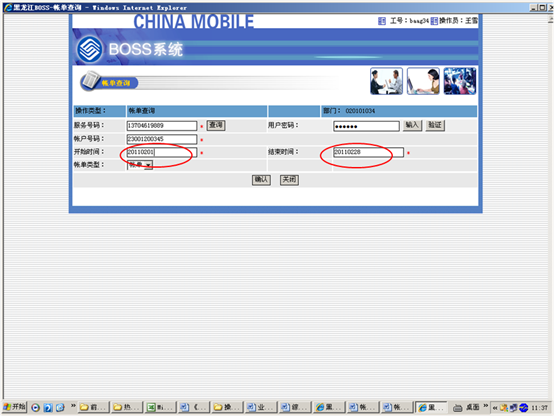 黑龙江BOSS-帐单查询 - Windows Internet Explorer
CHINA MOBILE
工号：baag34 操作员：王雪
BOSS系统
帐单查询
操作类型： 帐单查询 部门： 020101034
服务号码： 13704619889 * 查询 用户密码： ●●●●●● 输入 验证
帐户号码： 23001200345 *
开始时间： 20110201 * 结束时间： 20110228 *
帐单类型： 帐单
确认 关闭
开始 前... 热... Mi... 《... 操... 业... 综... 黑... 帐... 帐... 黑... 桌面 » « 11:37